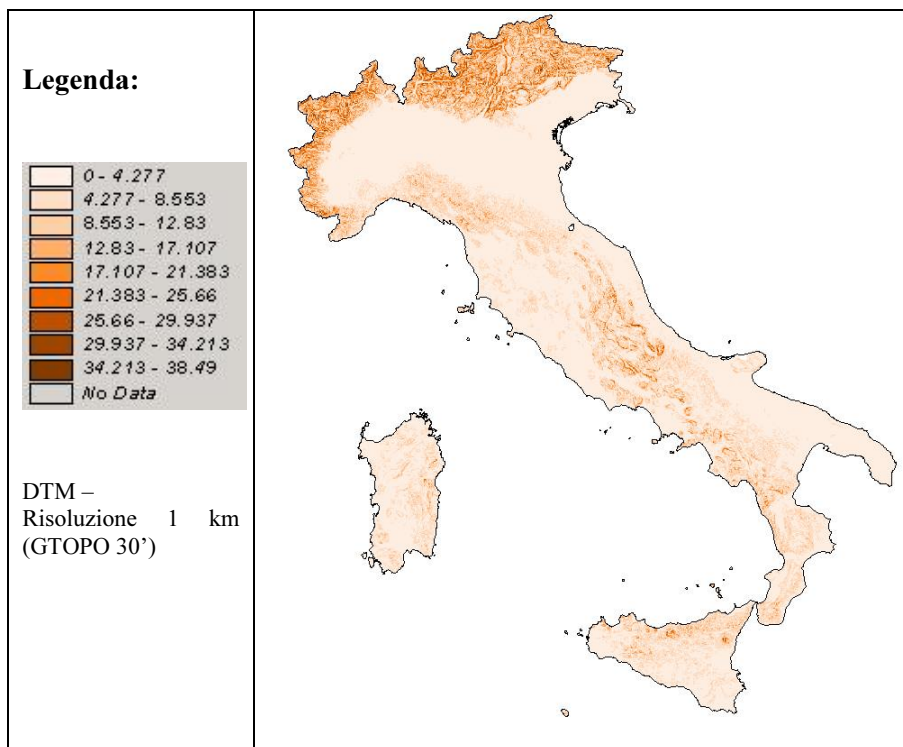 Legenda:
0 - 4.277
4.277 - 8.553
8.553 - 12.83
12.83 - 17.107
17.107 - 21.383
21.383 - 25.66
25.66 - 29.937
29.937 - 34.213
34.213 - 38.49
No Data
DTM –
Risoluzione 1 km
(GTOPO 30’)